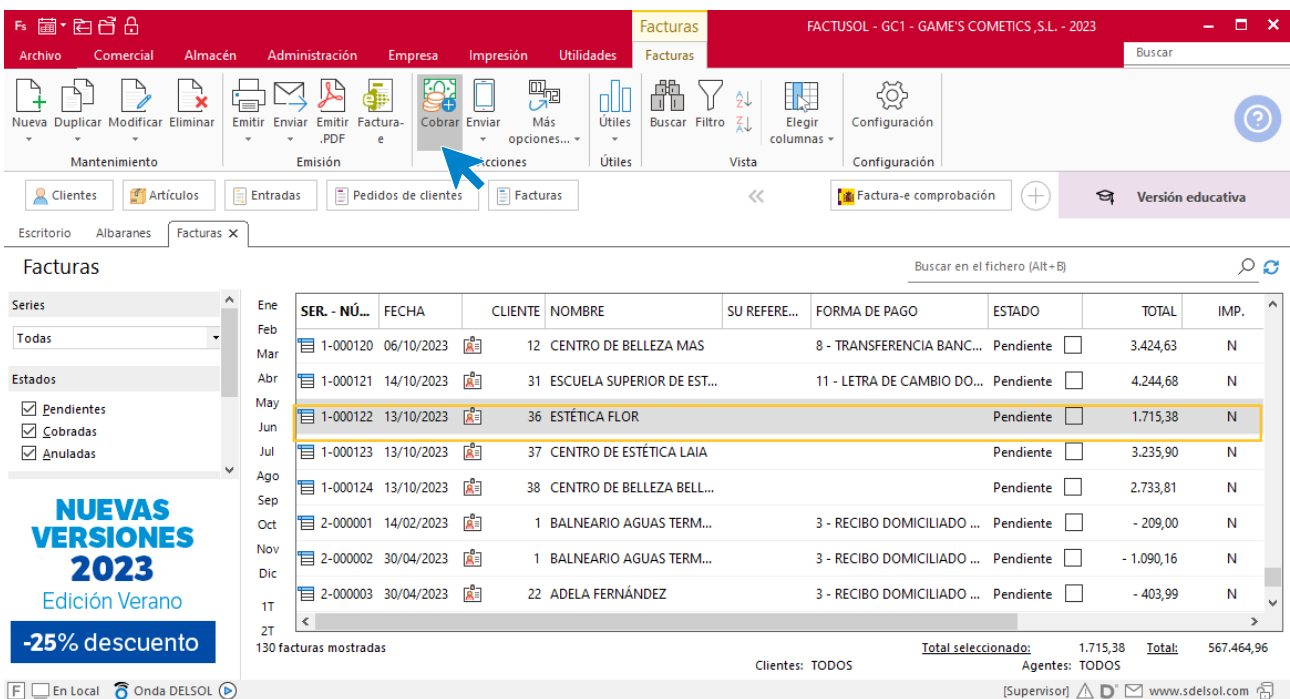 Fs Facturas FACTUSOL - GC1 - GAME'S COMETICS ,S.L. - 2023
Archivo Comercial Almacén Administración Empresa Impresión Utilidades Facturas Buscar
Nueva Duplicar Modificar Eliminar Emitir Enviar Emitir .PDF Factura-e Cobrar Enviar Más opciones... Útiles Buscar Filtro Elegir columnas Configuración
Mantenimiento Emisión Acciones Útiles Vista Configuración
Clientes Artículos Entradas Pedidos de clientes Facturas Factura-e comprobación Versión educativa
Escritorio Albaranes Facturas
Facturas Buscar en el fichero (Alt+B)
Series
Todas
Estados
Pendientes
Cobradas
Anuladas
NUEVAS
VERSIONES
2023
Edición Verano
-25% descuento
Ene
Feb
Mar
Abr
May
Jun
Jul
Ago
Sep
Oct
Nov
Dic
1T
2T
SER. - NÚ... FECHA CLIENTE NOMBRE SU REFERE... FORMA DE PAGO ESTADO TOTAL IMP.
1-000120 06/10/2023 12 CENTRO DE BELLEZA MAS 8 - TRANSFERENCIA BANC... Pendiente 3.424,63 N
1-000121 14/10/2023 31 ESCUELA SUPERIOR DE EST... 11 - LETRA DE CAMBIO DO... Pendiente 4.244,68 N
1-000122 13/10/2023 36 ESTÉTICA FLOR Pendiente 1.715,38 N
1-000123 13/10/2023 37 CENTRO DE ESTÉTICA LAIA Pendiente 3.235,90 N
1-000124 13/10/2023 38 CENTRO DE BELLEZA BELL... Pendiente 2.733,81 N
2-000001 14/02/2023 1 BALNEARIO AGUAS TERM... 3 - RECIBO DOMICILIADO ... Pendiente - 209,00 N
2-000002 30/04/2023 1 BALNEARIO AGUAS TERM... 3 - RECIBO DOMICILIADO ... Pendiente - 1.090,16 N
2-000003 30/04/2023 22 ADELA FERNÁNDEZ 3 - RECIBO DOMICILIADO ... Pendiente - 403,99 N
130 facturas mostradas Total seleccionado: 1.715,38 Total: 567.464,96
Clientes: TODOS Agentes: TODOS
F En Local Onda DELSOL [Supervisor] D www.sdelsol.com